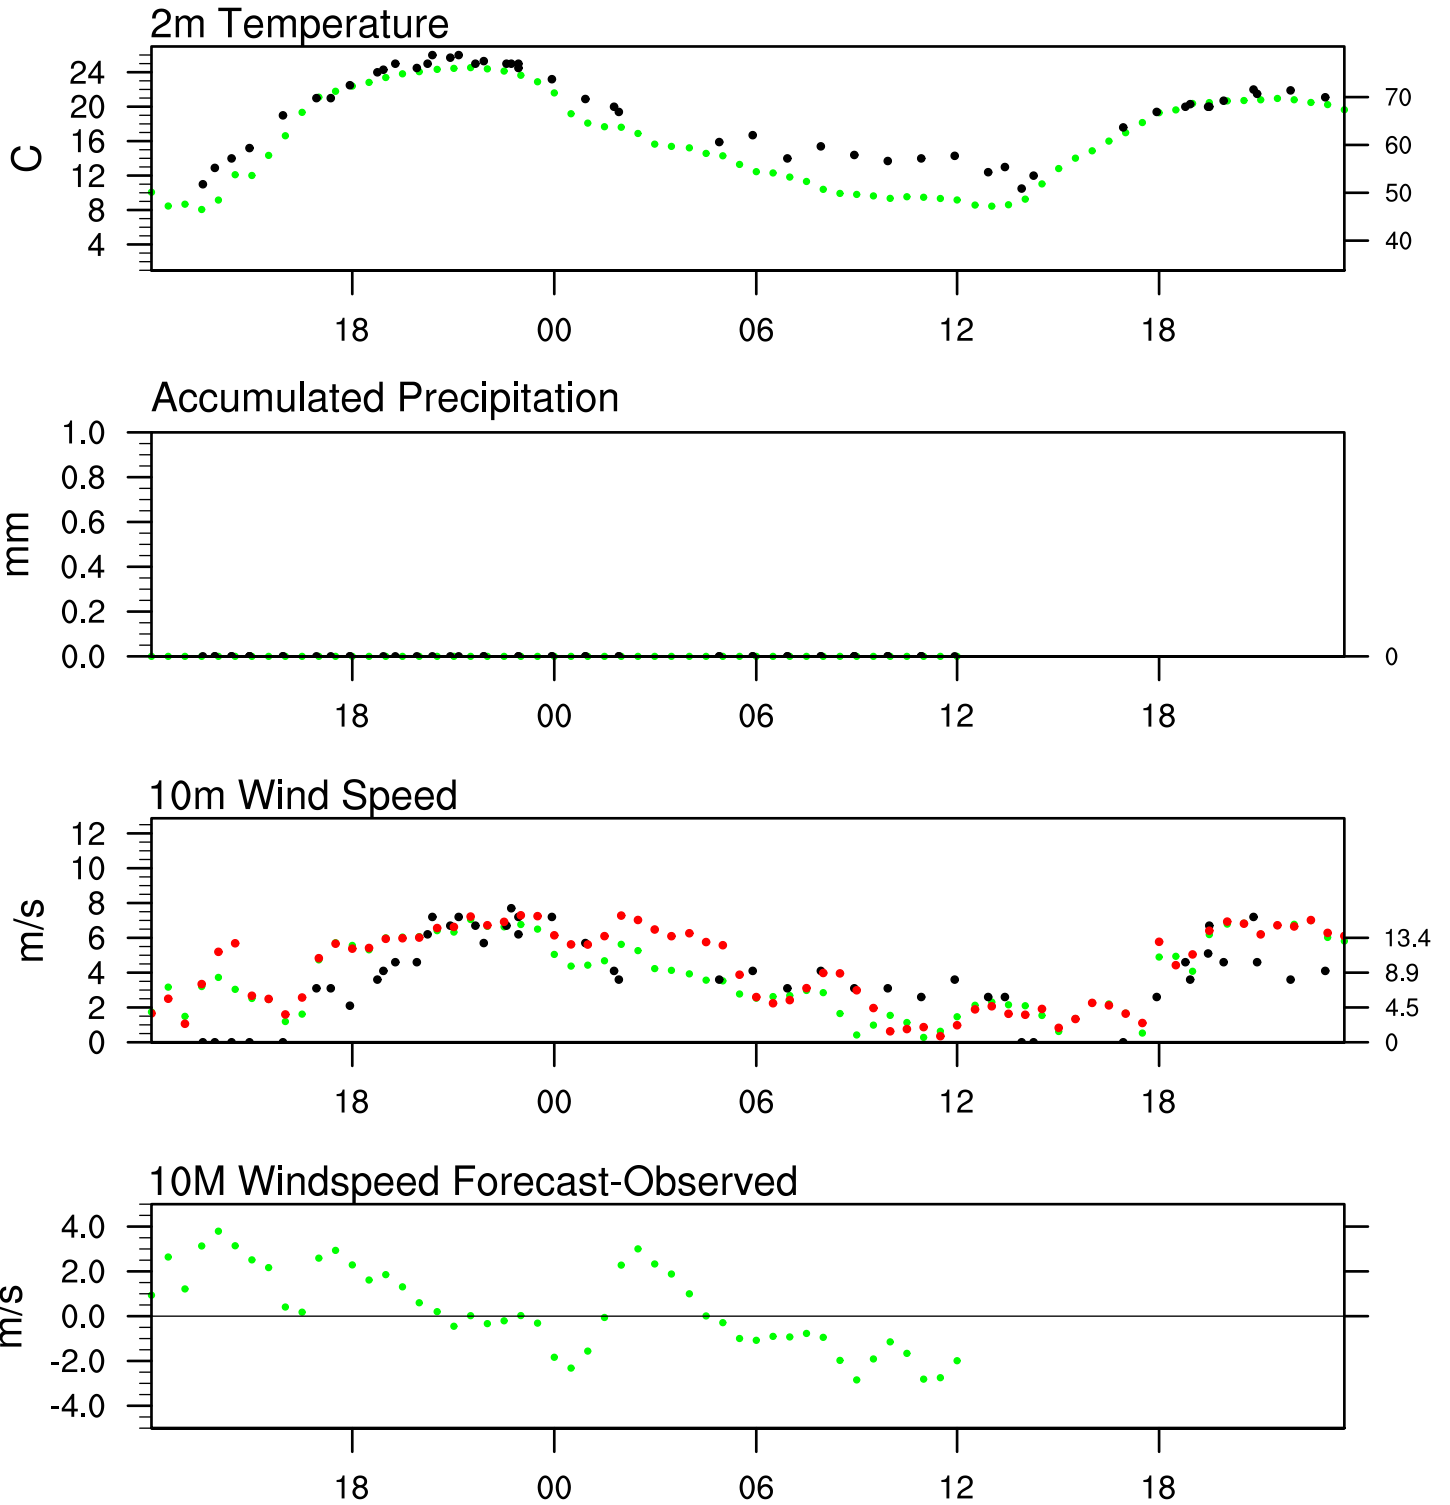 2m Temperature
24
20
16
12
8
4
C
70
60
50
40
18 00 06 12 18
Accumulated Precipitation
1.0
0.8
0.6
0.4
0.2
0.0
mm
0
18 00 06 12 18
10m Wind Speed
12
10
8
6
4
2
0
m/s
13.4
8.9
4.5
0
18 00 06 12 18
10M Windspeed Forecast-Observed
4.0
2.0
0.0
-2.0
-4.0
m/s
18 00 06 12 18